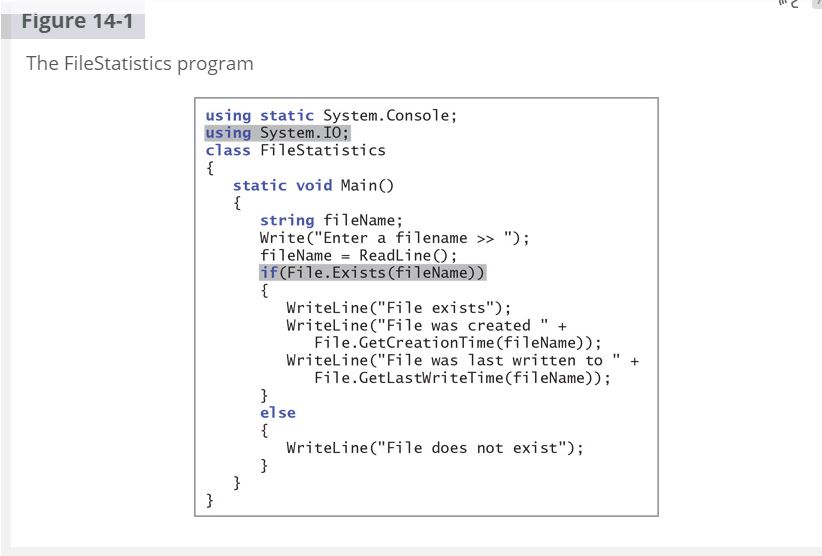 Figure 14-1
The FileStatistics program
using static System.Console;
using System.IO;
class FileStatistics
{
   static void Main()
   {
      string fileName;
      Write("Enter a filename >> ");
      fileName = ReadLine();
      if(File.Exists(fileName))
      {
         WriteLine("File exists");
         WriteLine("File was created " +
            File.GetCreationTime(fileName));
         WriteLine("File was last written to " +
            File.GetLastWriteTime(fileName));
      }
      else
      {
         WriteLine("File does not exist");
      }
   }
}